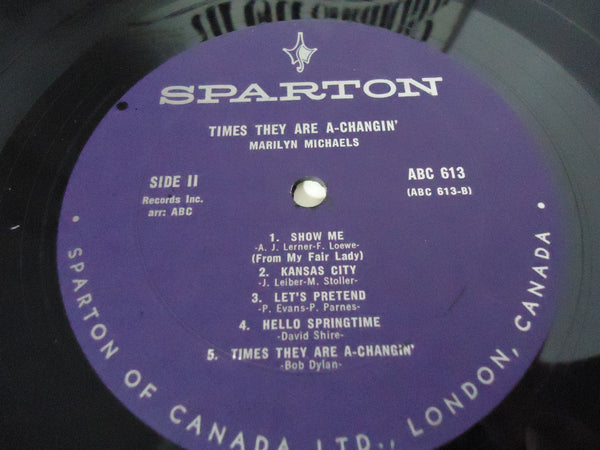 SPARTON
TIMES THEY ARE A-CHANGIN'
MARILYN MICHAELS
SIDE II
Records Inc.
arr: ABC
ABC 613
(ABC 613-B)
1. SHOW ME
-A. J. Lerner-F. Loewe-
(From My Fair Lady)
2. KANSAS CITY
-J. Leiber-M. Stoller-
3. LET'S PRETEND
-P. Evans-P. Parnes-
4. HELLO SPRINGTIME
-David Shire-
5. TIMES THEY ARE A-CHANGIN'
-Bob Dylan-
• SPARTON OF CANADA LTD., LONDON, CANADA •